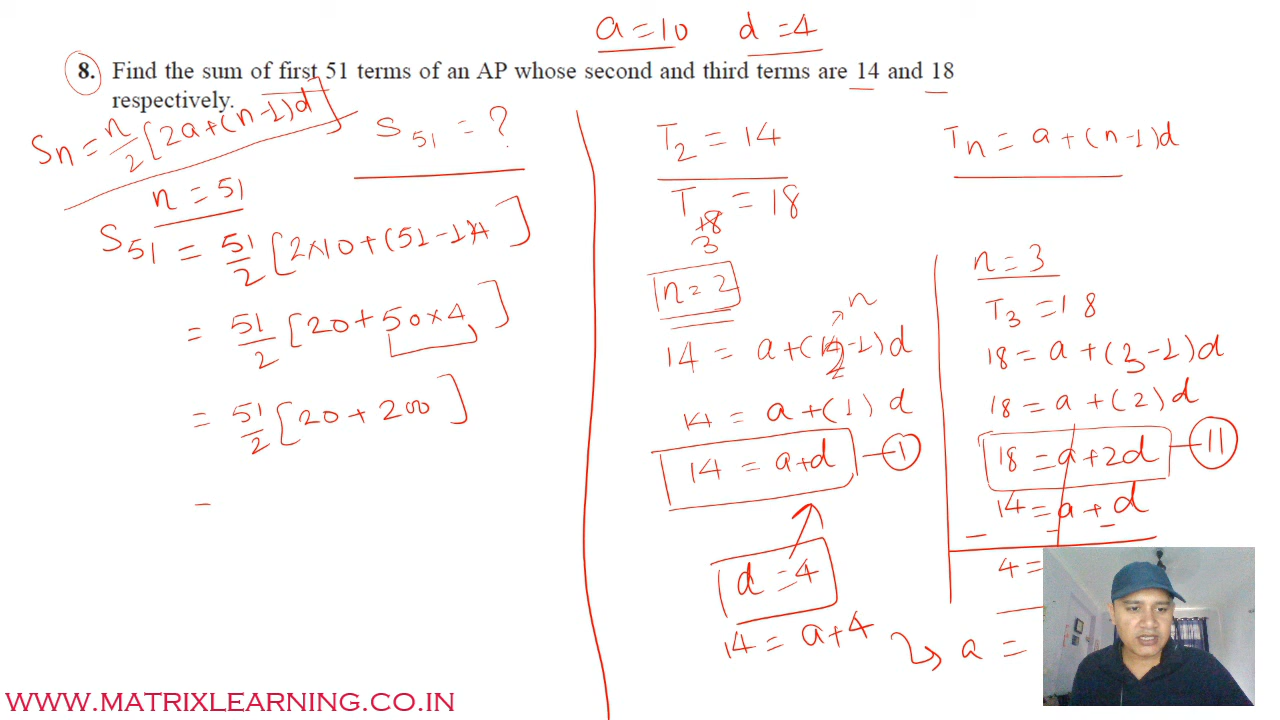 a = 10 d = 4
8. Find the sum of first 51 terms of an AP whose second and third terms are 14 and 18
respectively.
Sn = n/2 [2a + (n-1)d]
S51 = ?
n = 51
S51 = 51/2 [2×10 + (51-1)4]
= 51/2 [20 + 50×4]
= 51/2 [20 + 200]
T2 = 14
T3 = 18
n = 2
n
14 = a + (2-1)d
14 = a + (1)d
14 = a+d — I
d = 4
14 = a + 4
a =
Tn = a + (n-1)d
n = 3
T3 = 18
18 = a + (3-1)d
18 = a + (2)d
18 = a + 2d — II
14 = a + d
- - -
4 =
WWW.MATRIXLEARNING.CO.IN